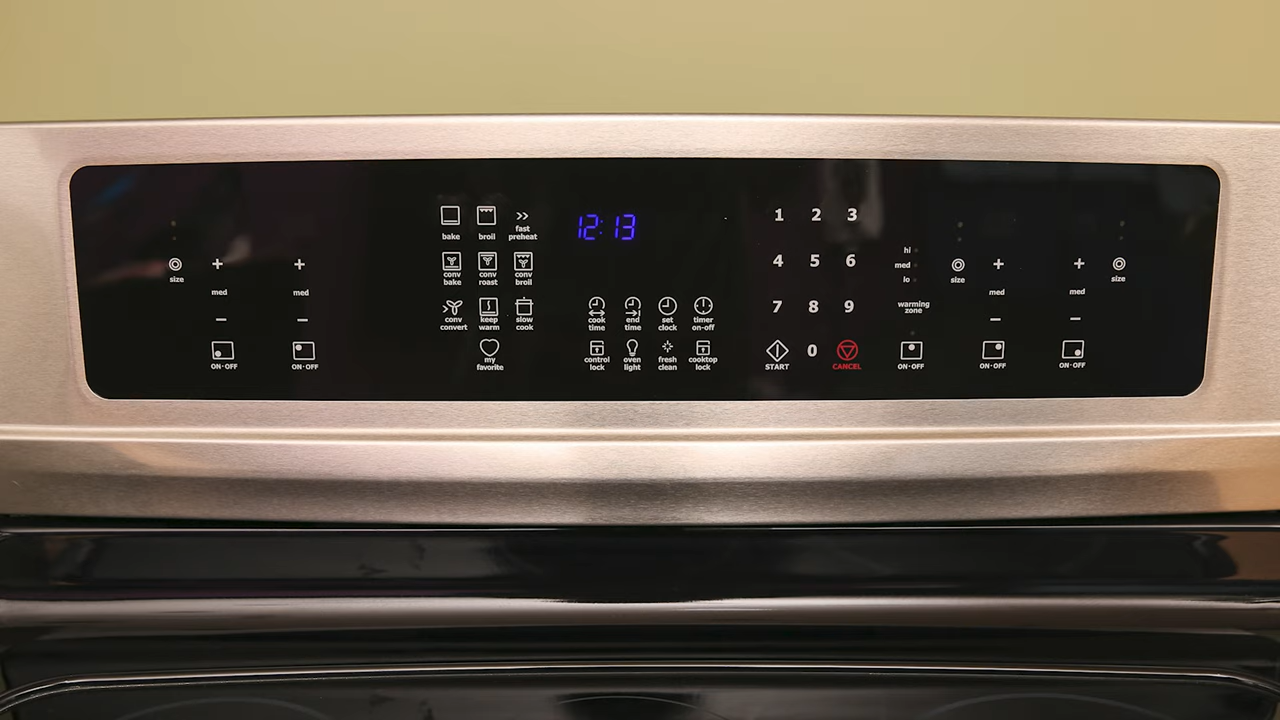 bake
broil
fast
preheat
12:13
1 2 3
size
+
+
med
med
−
−
ON·OFF
ON·OFF
conv
bake
conv
roast
conv
broil
conv
convert
keep
warm
slow
cook
my
favorite
cook
time
end
time
set
clock
timer
on-off
control
lock
oven
light
fresh
clean
cooktop
lock
4 5 6
7 8 9
START
0
CANCEL
hi
med
lo
warming
zone
ON·OFF
size
+
med
−
ON·OFF
+
med
−
ON·OFF
size